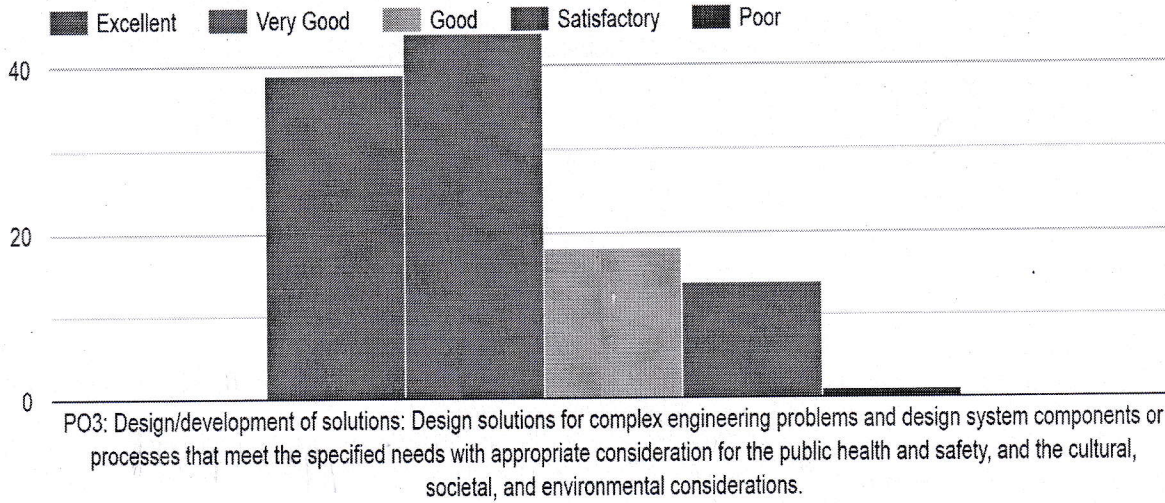 Excellent Very Good Good Satisfactory Poor
40
20
0
PO3: Design/development of solutions: Design solutions for complex engineering problems and design system components or
processes that meet the specified needs with appropriate consideration for the public health and safety, and the cultural,
societal, and environmental considerations.